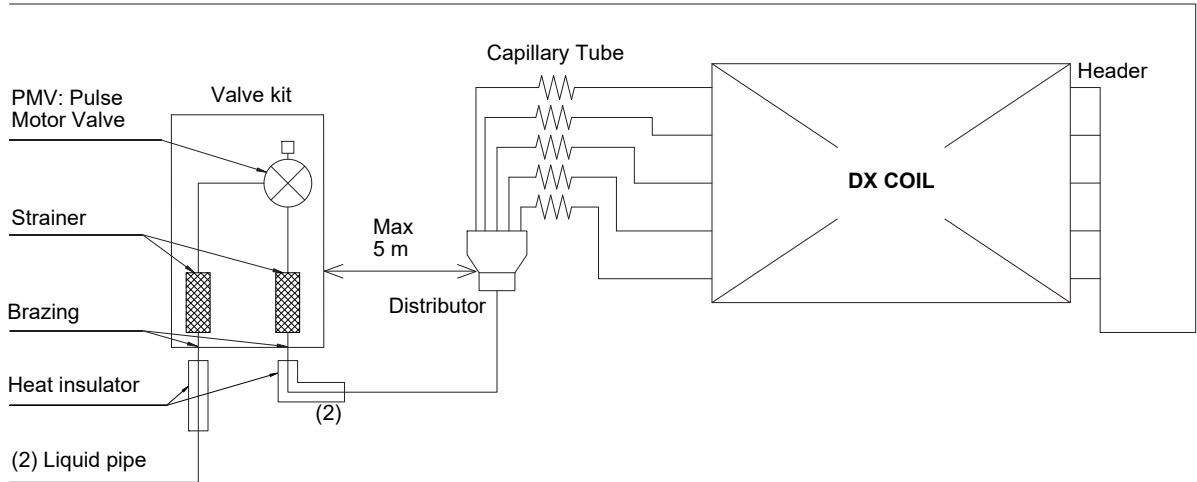 Capillary Tube
Header
PMV: Pulse
Motor Valve
Valve kit
DX COIL
Strainer
Max
5 m
Distributor
Brazing
Heat insulator
(2)
(2) Liquid pipe